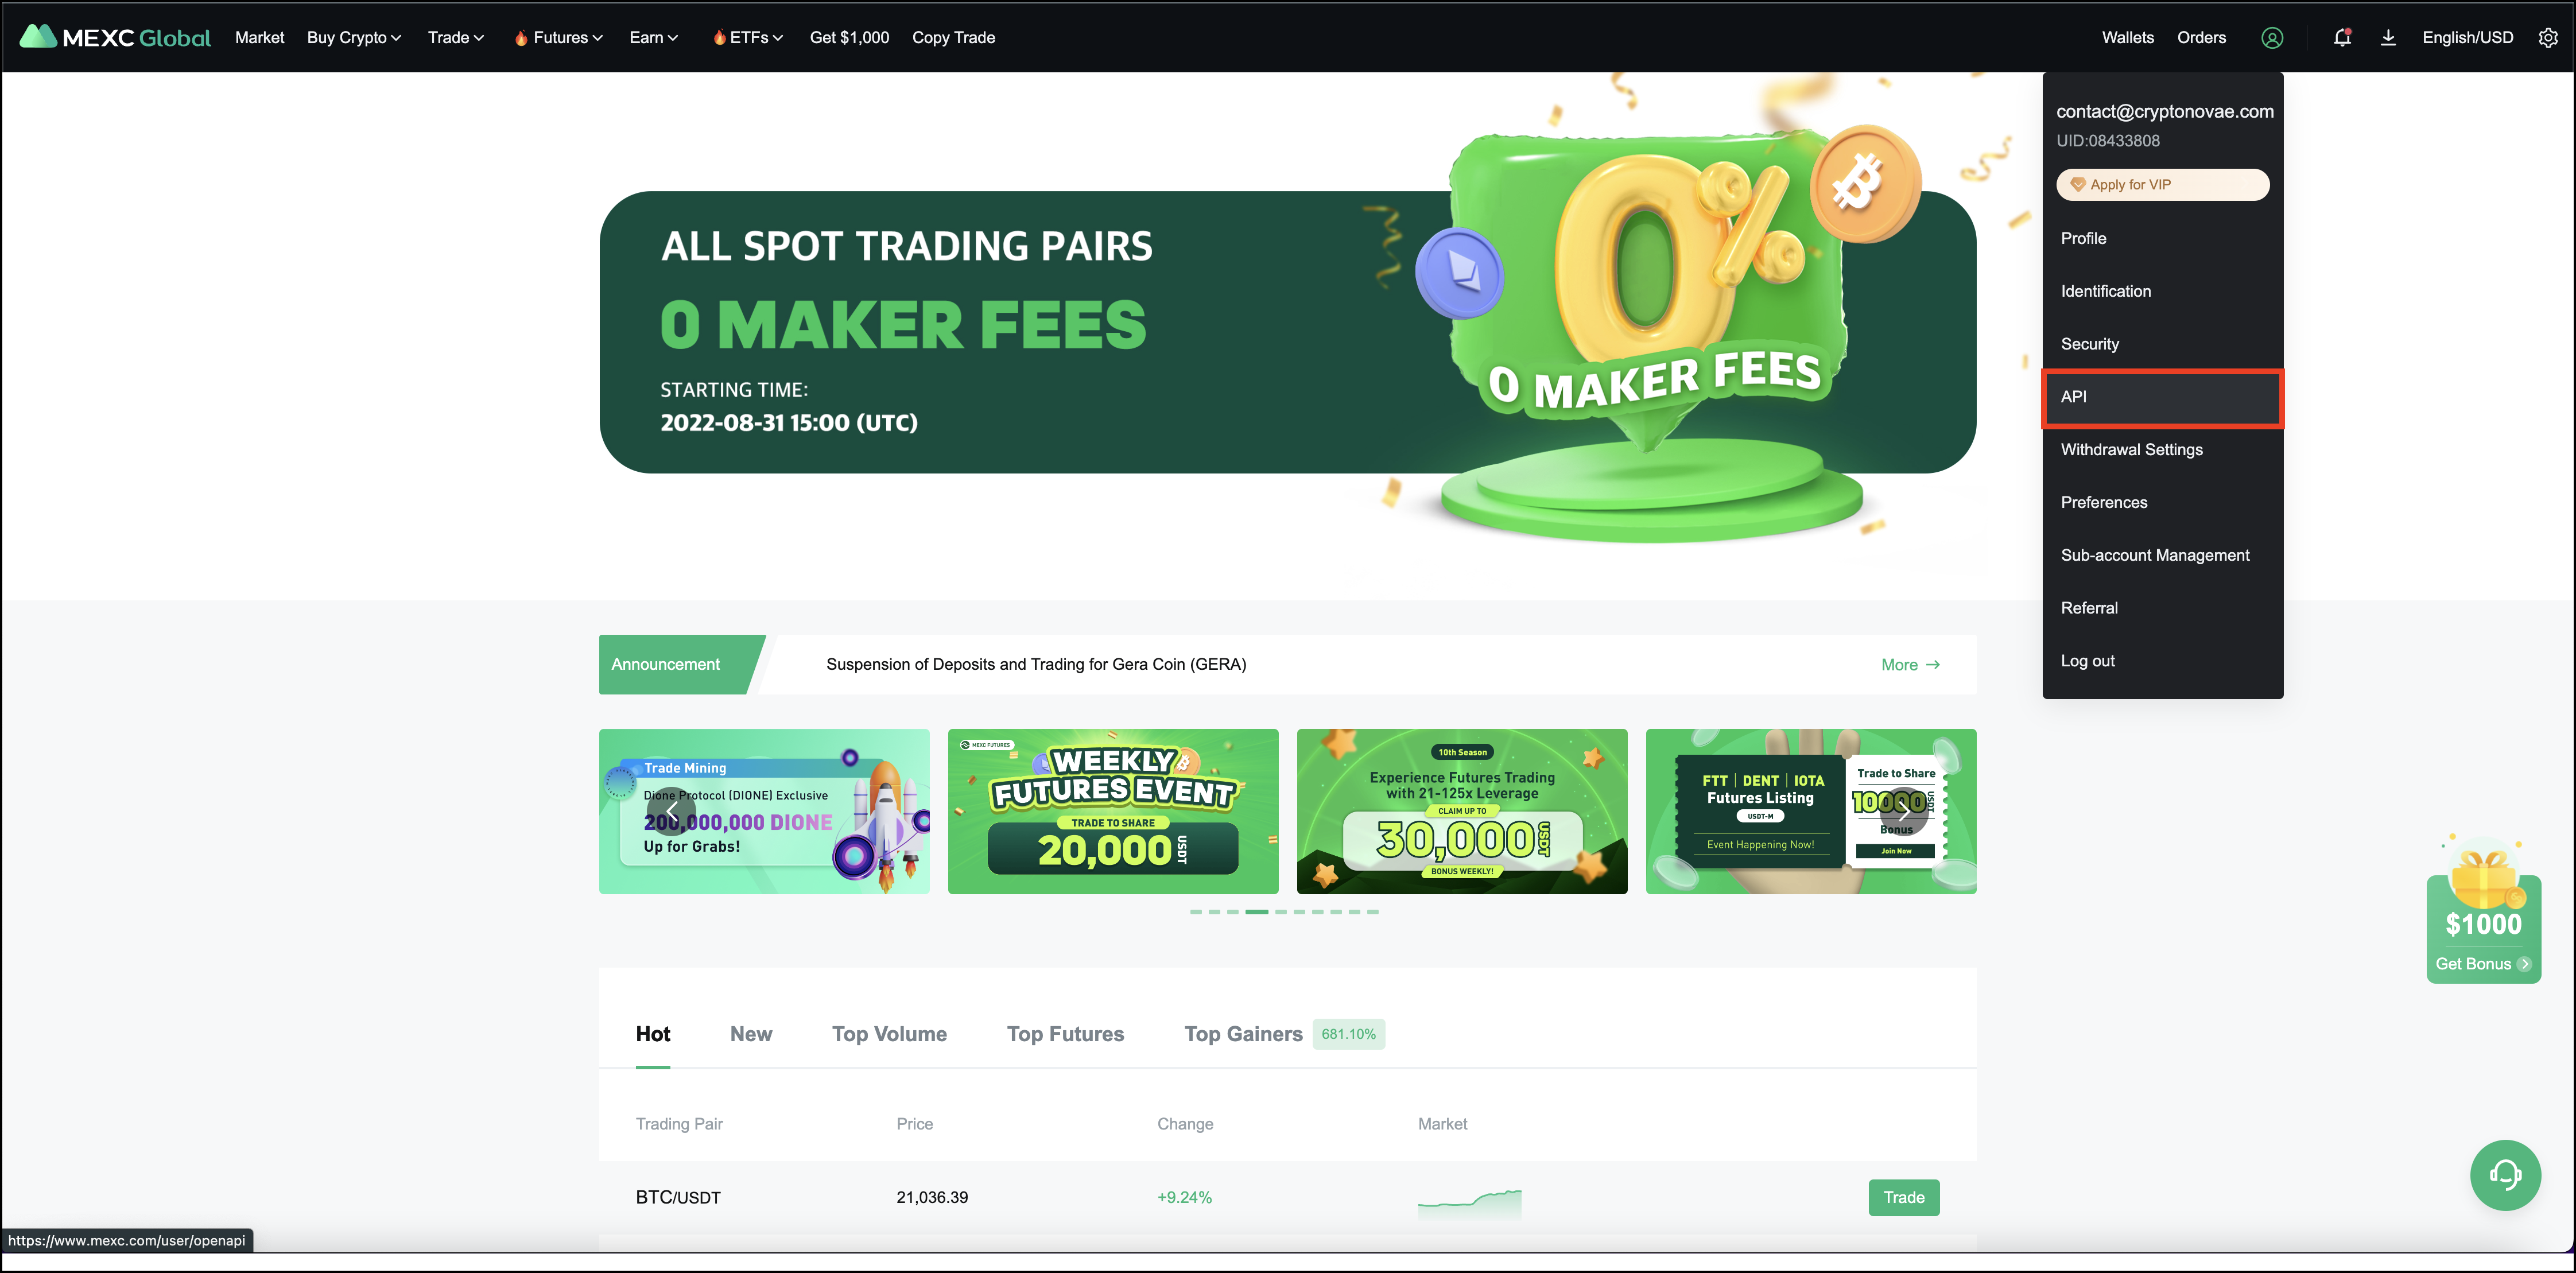 MEXC Global Market Buy Crypto Trade Futures Earn ETFs Get $1,000 Copy Trade Wallets Orders English/USD
contact@cryptonovae.com
UID:08433808
Apply for VIP
Profile
Identification
Security
API
Withdrawal Settings
Preferences
Sub-account Management
Referral
Log out
ALL SPOT TRADING PAIRS
0 MAKER FEES
STARTING TIME:
2022-08-31 15:00 (UTC)
0%
0 MAKER FEES
Announcement
Suspension of Deposits and Trading for Gera Coin (GERA)
More →
Trade Mining
Dione Protocol (DIONE) Exclusive
200,000,000 DIONE
Up for Grabs!
MEXC FUTURES
WEEKLY
FUTURES EVENT
TRADE TO SHARE
20,000 USDT
10th Season
Experience Futures Trading
with 21-125x Leverage
CLAIM UP TO
30,000 USDT
BONUS WEEKLY!
FTT | DENT | IOTA
Futures Listing
USDT-M
Event Happening Now!
Trade to Share
10000 USDT
Bonus
Join Now
$1000
Get Bonus
Hot New Top Volume Top Futures Top Gainers 681.10%
Trading Pair Price Change Market
BTC/USDT 21,036.39 +9.24% Trade
https://www.mexc.com/user/openapi